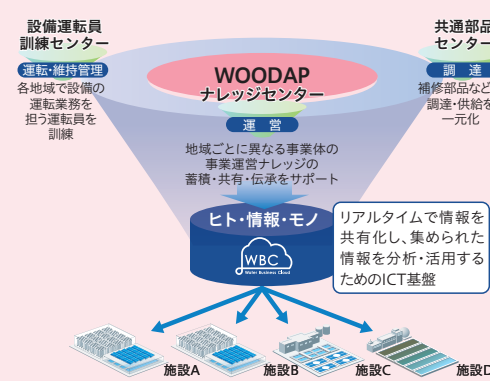 設備運転員
訓練センター
運転・維持管理
各地域で設備の
運転業務を
担う運転員を
訓練
WOODAP
ナレッジセンター
運 営
地域ごとに異なる事業体の
事業運営ナレッジの
蓄積・共有・伝承をサポート
共通部品
センター
調 達
補修部品など
調達・供給を
一元化
ヒト・情報・モノ
WBC
Water Business Cloud
リアルタイムで情報を
共有化し、集められた
情報を分析・活用する
ためのICT基盤
施設A
施設B
施設C
施設D